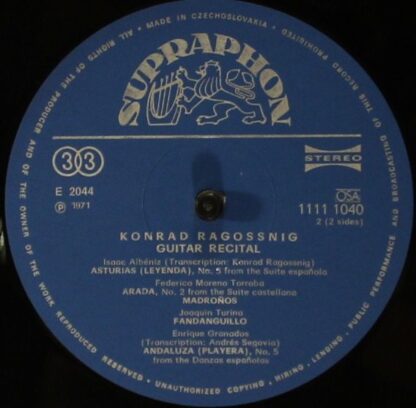 • MADE IN CZECHOSLOVAKIA •
ALL RIGHTS OF THE PRODUCER AND OF THE OWNER OF THE WORK REPRODUCED RESERVED • UNAUTHORIZED COPYING • HIRING • LENDING • PUBLIC PERFORMANCE AND BROADCASTING OF THIS RECORD PROHIBITED
SUPRAPHON
33
STEREO
E 2044
OSA
Ⓟ 1971
1111 1040
2 (2 sides)
KONRAD RAGOSSNIG
GUITAR RECITAL
Isaac Albéniz (Transcription: Konrad Ragossnig)
ASTURIAS (LEYENDA), No. 5 from the Suite española
Federico Moreno Torroba
ARADA, No. 2 from the Suite castellana
MADROÑOS
Joaquin Turina
FANDANGUILLO
Enrique Granados
(Transcription: Andrés Segovia)
ANDALUZA (PLAYERA), No. 5
from the Danzas españolas